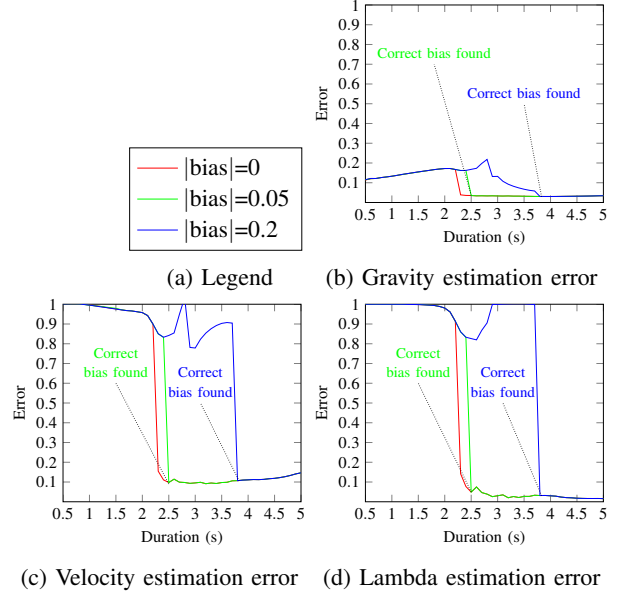 |bias|=0
|bias|=0.05
|bias|=0.2
(a) Legend
1
0.9
0.8
0.7
0.6
0.5
0.4
0.3
0.2
0.1
Error
Correct bias found
Correct bias found
0.5 1 1.5 2 2.5 3 3.5 4 4.5 5
Duration (s)
(b) Gravity estimation error
1
0.9
0.8
0.7
0.6
0.5
0.4
0.3
0.2
0.1
Error
Correct
bias found
Correct
bias found
0.5 1 1.5 2 2.5 3 3.5 4 4.5 5
Duration (s)
(c) Velocity estimation error
1
0.9
0.8
0.7
0.6
0.5
0.4
0.3
0.2
0.1
Error
Correct
bias found
Correct
bias found
0.5 1 1.5 2 2.5 3 3.5 4 4.5 5
Duration (s)
(d) Lambda estimation error